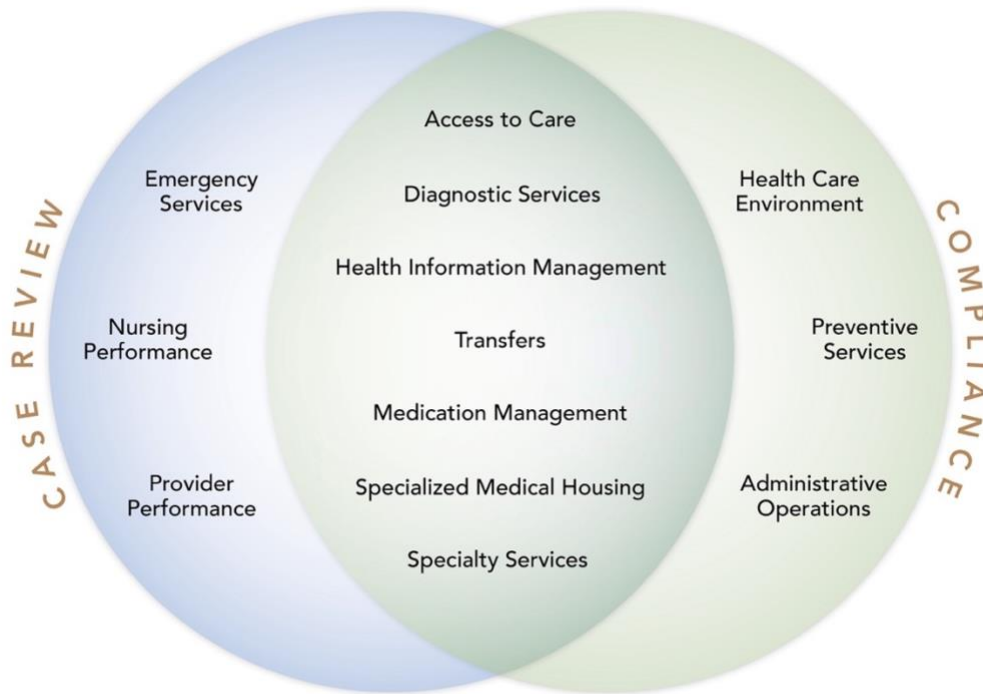 CASE REVIEW
Emergency
Services
Nursing
Performance
Provider
Performance
Access to Care
Diagnostic Services
Health Information Management
Transfers
Medication Management
Specialized Medical Housing
Specialty Services
Health Care
Environment
Preventive
Services
Administrative
Operations
COMPLIANCE